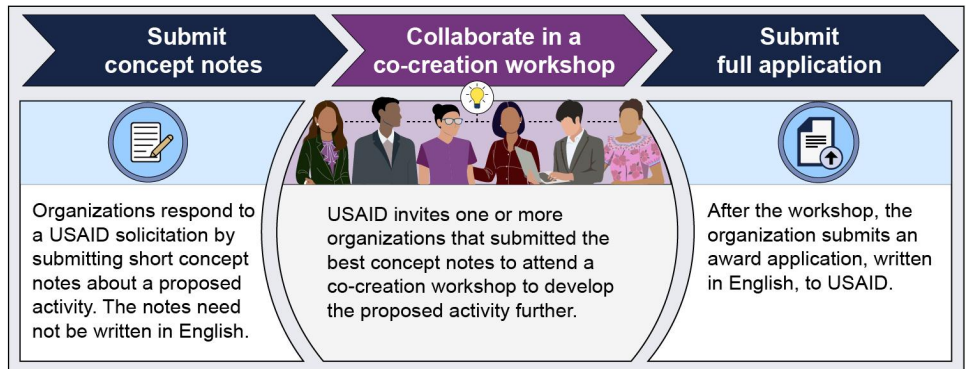 Submit
concept notes
Collaborate in a
co-creation workshop
Submit
full application
Organizations respond to
a USAID solicitation by
submitting short concept
notes about a proposed
activity. The notes need
not be written in English.
USAID invites one or more
organizations that submitted the
best concept notes to attend a
co-creation workshop to develop
the proposed activity further.
After the workshop, the
organization submits an
award application, written
in English, to USAID.